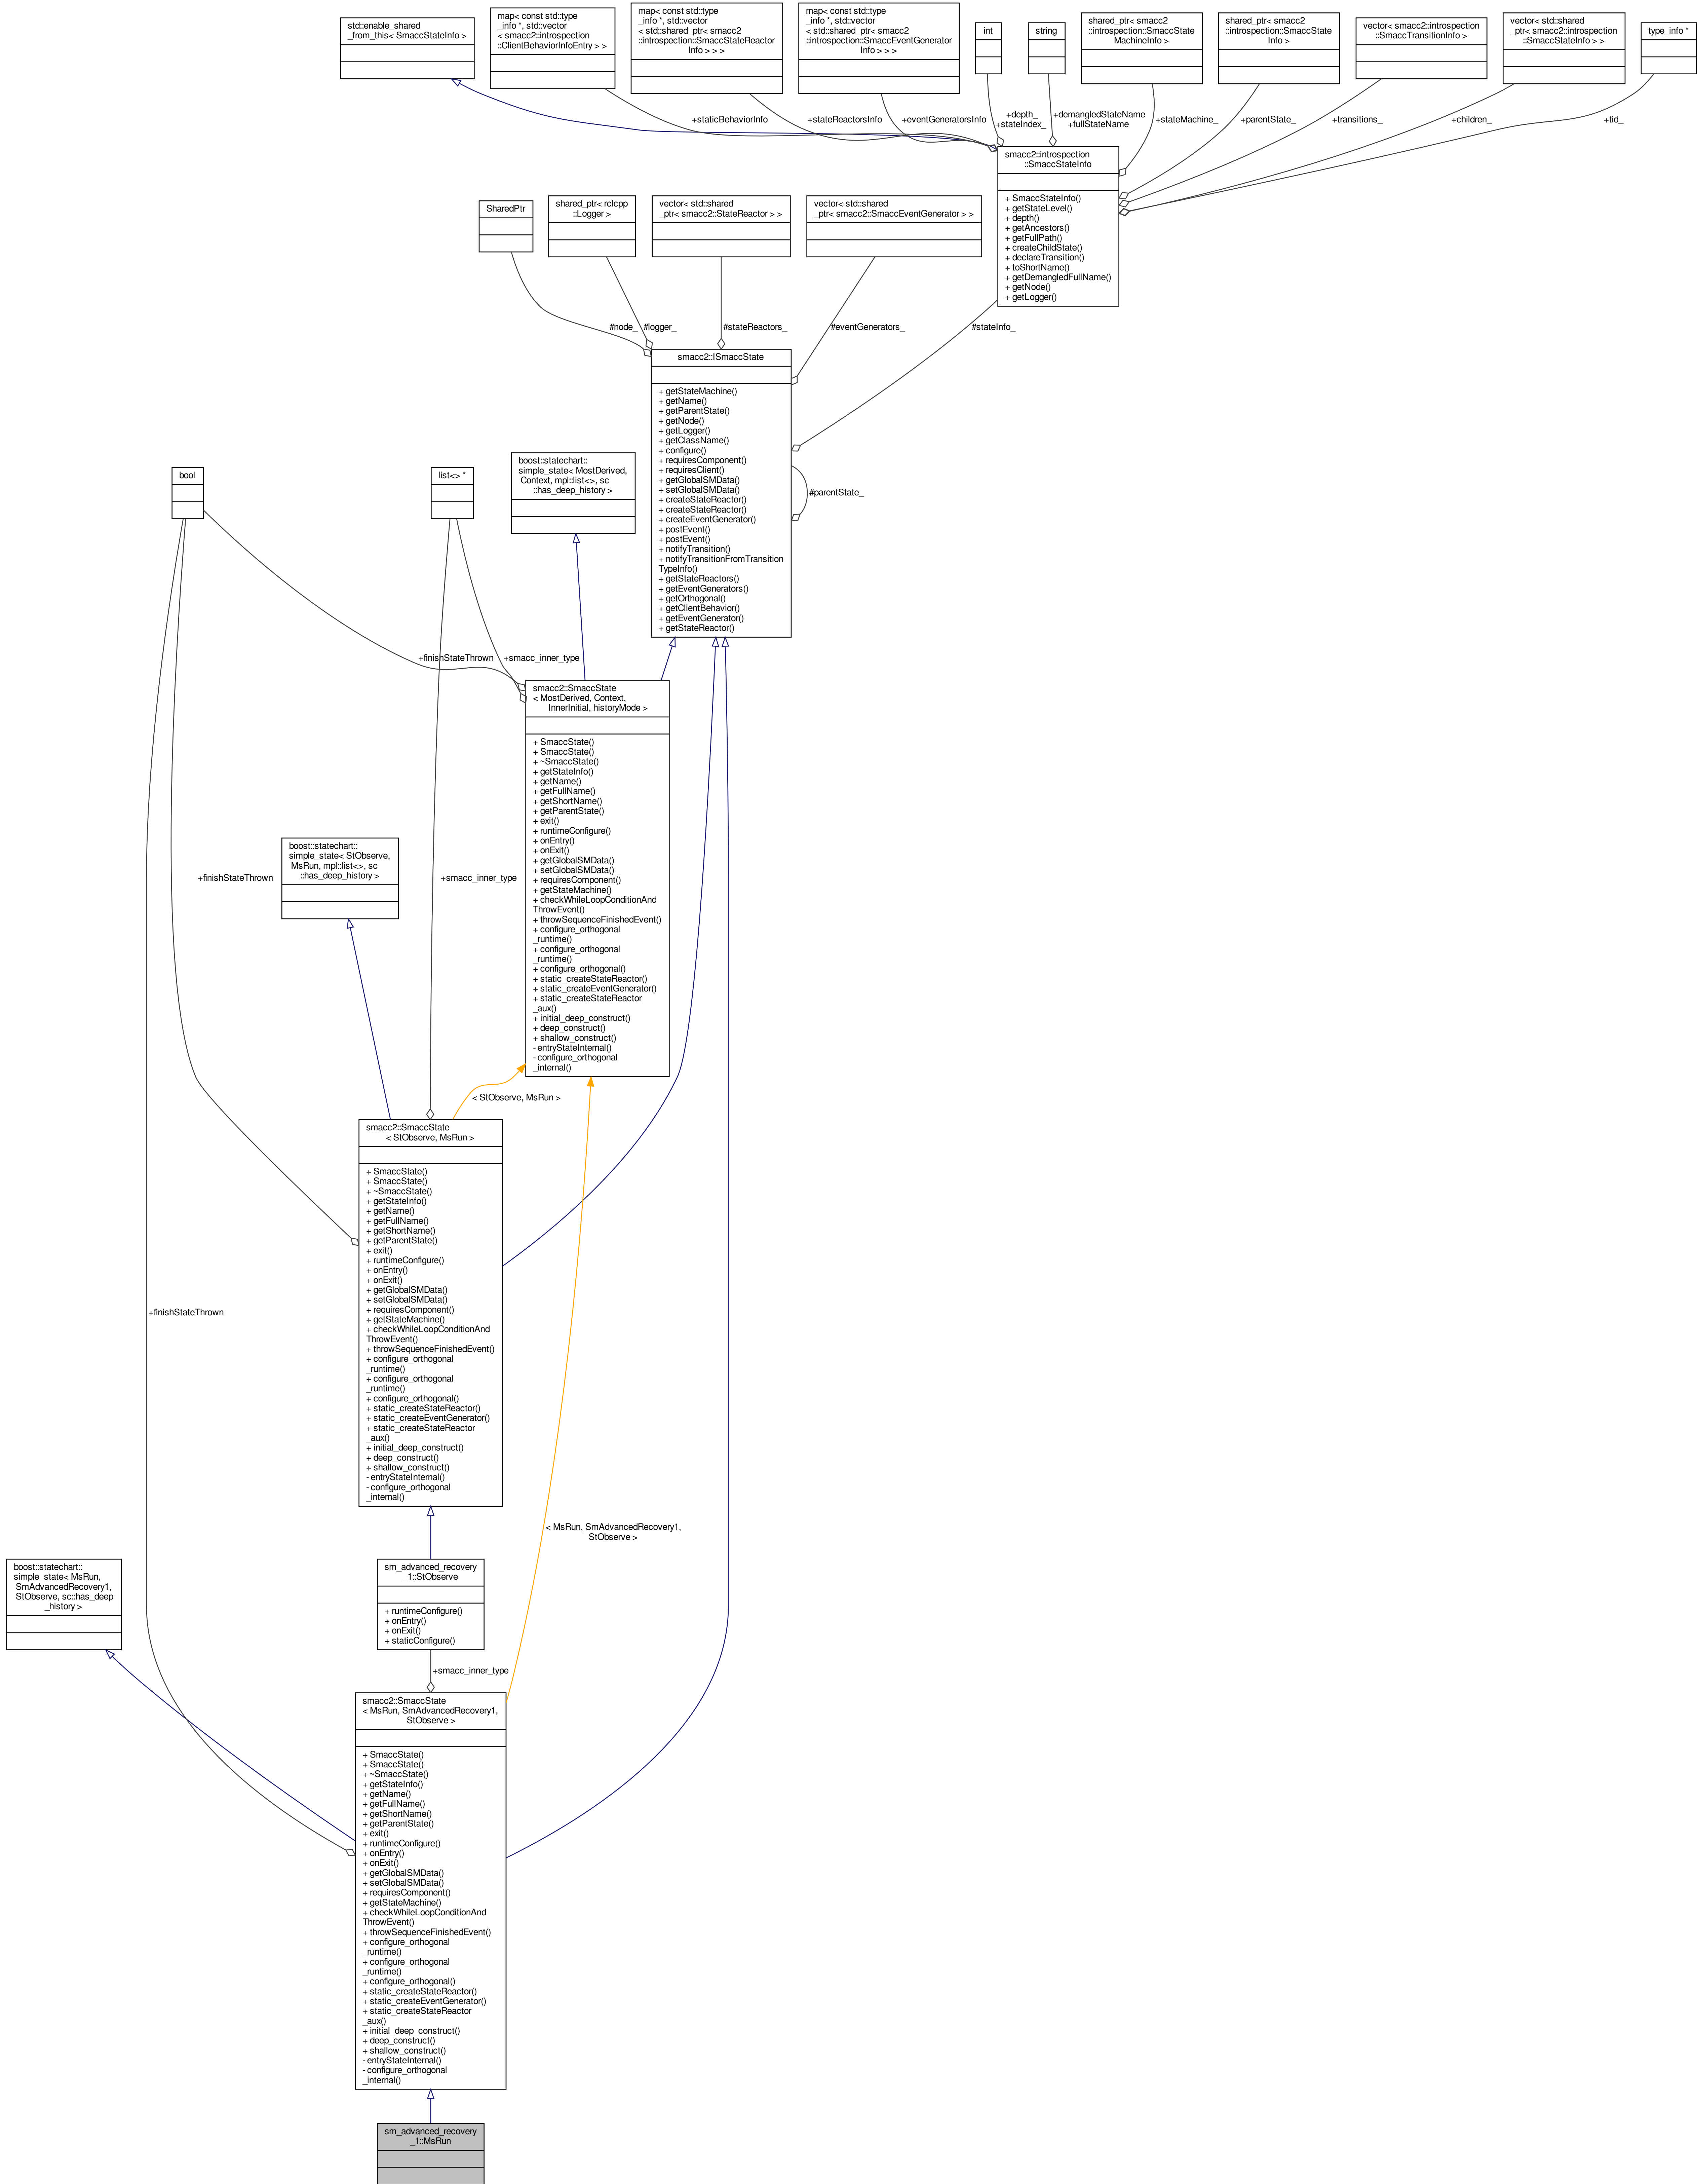 std::enable_shared
_from_this< SmaccStateInfo >
map< const std::type
_info *, std::vector
< smacc2::introspection
::ClientBehaviorInfoEntry > >
map< const std::type
_info *, std::vector
< std::shared_ptr< smacc2
::introspection::SmaccStateReactor
Info > > >
map< const std::type
_info *, std::vector
< std::shared_ptr< smacc2
::introspection::SmaccEventGenerator
Info > > >
int
string
shared_ptr< smacc2
::introspection::SmaccState
MachineInfo >
shared_ptr< smacc2
::introspection::SmaccState
Info >
vector< smacc2::introspection
::SmaccTransitionInfo >
vector< std::shared
_ptr< smacc2::introspection
::SmaccStateInfo > >
type_info *
+staticBehaviorInfo
+stateReactorsInfo
+eventGeneratorsInfo
+depth_
+stateIndex_
+demangledStateName
+fullStateName
+stateMachine_
+parentState_
+transitions_
+children_
+tid_
smacc2::introspection
::SmaccStateInfo
+ SmaccStateInfo()
+ getStateLevel()
+ depth()
+ getAncestors()
+ getFullPath()
+ createChildState()
+ declareTransition()
+ toShortName()
+ getDemangledFullName()
+ getNode()
+ getLogger()
SharedPtr
shared_ptr< rclcpp
::Logger >
vector< std::shared
_ptr< smacc2::StateReactor > >
vector< std::shared
_ptr< smacc2::SmaccEventGenerator > >
#node_
#logger_
#stateReactors_
#eventGenerators_
#stateInfo_
smacc2::ISmaccState
+ getStateMachine()
+ getName()
+ getParentState()
+ getNode()
+ getLogger()
+ getClassName()
+ configure()
+ requiresComponent()
+ requiresClient()
+ getGlobalSMData()
+ setGlobalSMData()
+ createStateReactor()
+ createStateReactor()
+ createEventGenerator()
+ postEvent()
+ postEvent()
+ notifyTransition()
+ notifyTransitionFromTransition
TypeInfo()
+ getStateReactors()
+ getEventGenerators()
+ getOrthogonal()
+ getClientBehavior()
+ getEventGenerator()
+ getStateReactor()
#parentState_
bool
list<> *
boost::statechart::
simple_state< MostDerived,
Context, mpl::list<>, sc
::has_deep_history >
+finishStateThrown
+smacc_inner_type
smacc2::SmaccState
< MostDerived, Context,
InnerInitial, historyMode >
+ SmaccState()
+ SmaccState()
+ ~SmaccState()
+ getStateInfo()
+ getName()
+ getFullName()
+ getShortName()
+ getParentState()
+ exit()
+ runtimeConfigure()
+ onEntry()
+ onExit()
+ getGlobalSMData()
+ setGlobalSMData()
+ requiresComponent()
+ getStateMachine()
+ checkWhileLoopConditionAnd
ThrowEvent()
+ throwSequenceFinishedEvent()
+ configure_orthogonal
_runtime()
+ configure_orthogonal
_runtime()
+ configure_orthogonal()
+ static_createStateReactor()
+ static_createEventGenerator()
+ static_createStateReactor
_aux()
+ initial_deep_construct()
+ deep_construct()
+ shallow_construct()
- entryStateInternal()
- configure_orthogonal
_internal()
boost::statechart::
simple_state< StObserve,
MsRun, mpl::list<>, sc
::has_deep_history >
+finishStateThrown
+smacc_inner_type
< StObserve, MsRun >
smacc2::SmaccState
< StObserve, MsRun >
+ SmaccState()
+ SmaccState()
+ ~SmaccState()
+ getStateInfo()
+ getName()
+ getFullName()
+ getShortName()
+ getParentState()
+ exit()
+ runtimeConfigure()
+ onEntry()
+ onExit()
+ getGlobalSMData()
+ setGlobalSMData()
+ requiresComponent()
+ getStateMachine()
+ checkWhileLoopConditionAnd
ThrowEvent()
+ throwSequenceFinishedEvent()
+ configure_orthogonal
_runtime()
+ configure_orthogonal
_runtime()
+ configure_orthogonal()
+ static_createStateReactor()
+ static_createEventGenerator()
+ static_createStateReactor
_aux()
+ initial_deep_construct()
+ deep_construct()
+ shallow_construct()
- entryStateInternal()
- configure_orthogonal
_internal()
+finishStateThrown
< MsRun, SmAdvancedRecovery1,
StObserve >
boost::statechart::
simple_state< MsRun,
SmAdvancedRecovery1,
StObserve, sc::has_deep
_history >
sm_advanced_recovery
_1::StObserve
+ runtimeConfigure()
+ onEntry()
+ onExit()
+ staticConfigure()
+smacc_inner_type
smacc2::SmaccState
< MsRun, SmAdvancedRecovery1,
StObserve >
+ SmaccState()
+ SmaccState()
+ ~SmaccState()
+ getStateInfo()
+ getName()
+ getFullName()
+ getShortName()
+ getParentState()
+ exit()
+ runtimeConfigure()
+ onEntry()
+ onExit()
+ getGlobalSMData()
+ setGlobalSMData()
+ requiresComponent()
+ getStateMachine()
+ checkWhileLoopConditionAnd
ThrowEvent()
+ throwSequenceFinishedEvent()
+ configure_orthogonal
_runtime()
+ configure_orthogonal
_runtime()
+ configure_orthogonal()
+ static_createStateReactor()
+ static_createEventGenerator()
+ static_createStateReactor
_aux()
+ initial_deep_construct()
+ deep_construct()
+ shallow_construct()
- entryStateInternal()
- configure_orthogonal
_internal()
sm_advanced_recovery
_1::MsRun